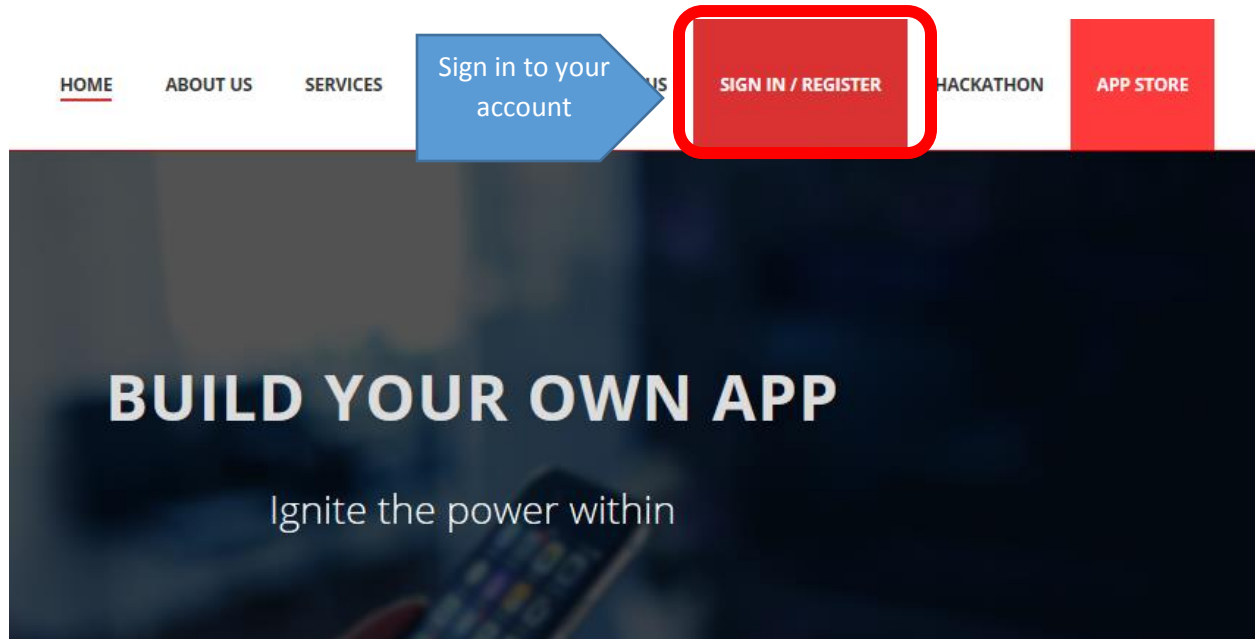 HOME ABOUT US SERVICES Sign in to your US SIGN IN / REGISTER HACKATHON APP STORE
account
BUILD YOUR OWN APP
Ignite the power within